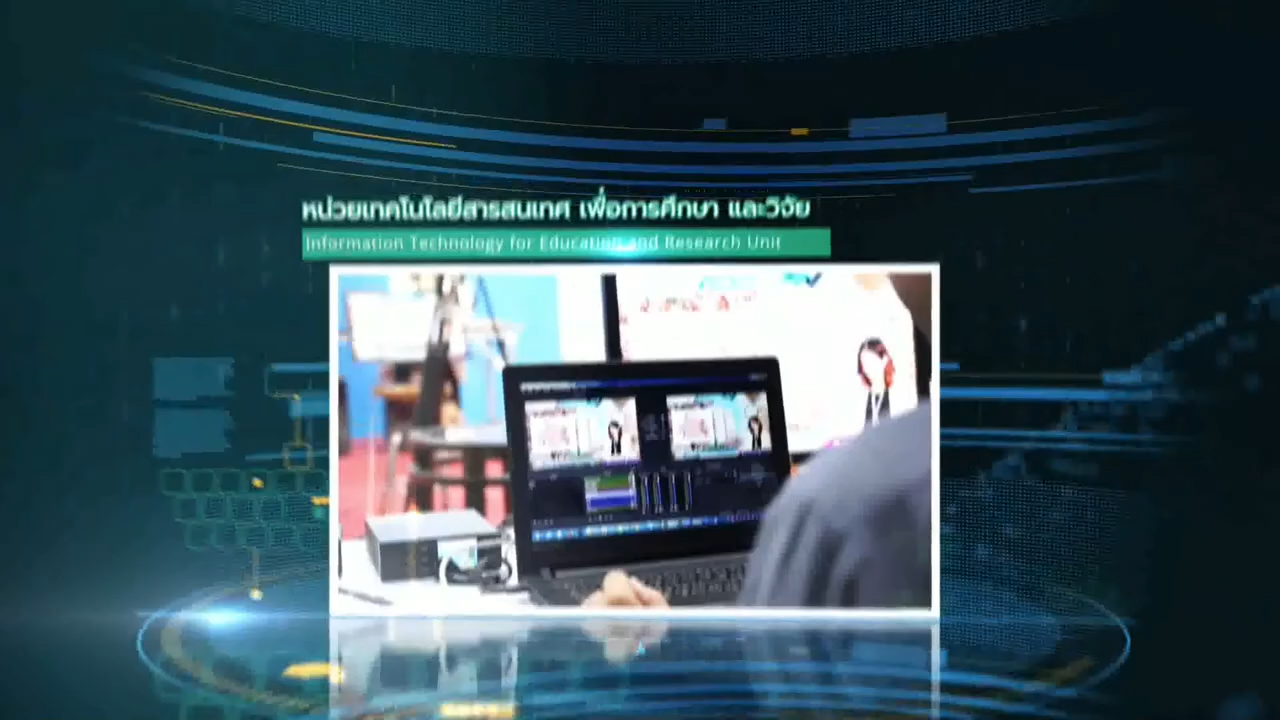 หน่วยเทคโนโลยีสารสนเทศ เพื่อการศึกษา และวิจัย
Information Technology for Education and Research Unit